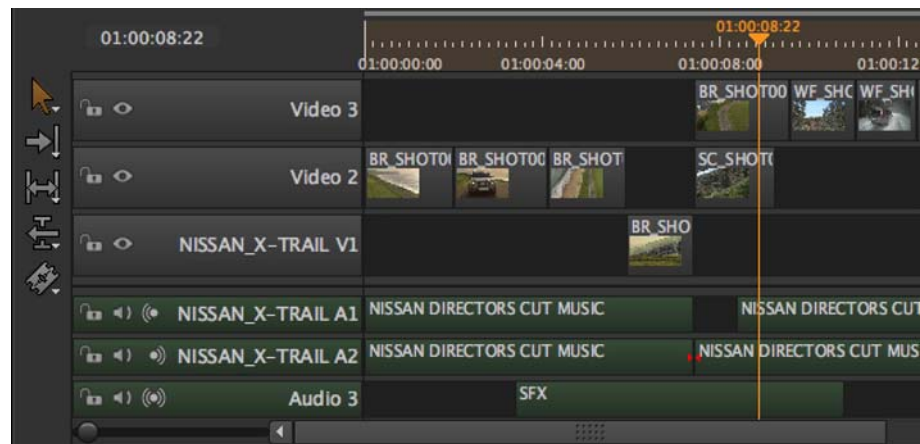 01:00:08:22
01:00:08:22
01:00:00:00 01:00:04:00 01:00:08:00 01:00:12
Video 3 BR_SHOT00 WF_SHC WF_SH
Video 2 BR_SHOT0 BR_SHOT00 BR_SHOT SC_SHOT
NISSAN_X-TRAIL V1 BR_SHO
NISSAN_X-TRAIL A1 NISSAN DIRECTORS CUT MUSIC NISSAN DIRECTORS CUT
NISSAN_X-TRAIL A2 NISSAN DIRECTORS CUT MUSIC NISSAN DIRECTORS CUT MUS
Audio 3 SFX